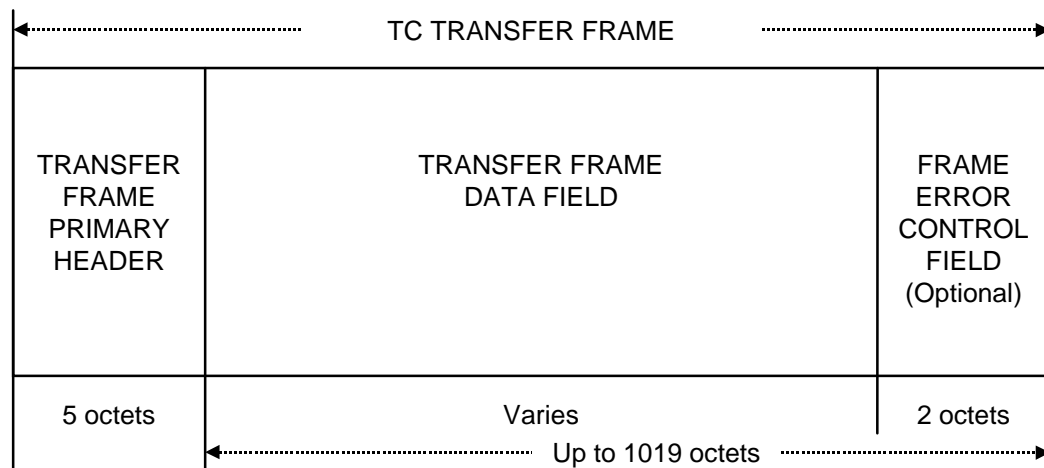 TC TRANSFER FRAME
TRANSFER
FRAME
PRIMARY
HEADER
TRANSFER FRAME
DATA FIELD
FRAME
ERROR
CONTROL
FIELD
(Optional)
5 octets
Varies
2 octets
Up to 1019 octets